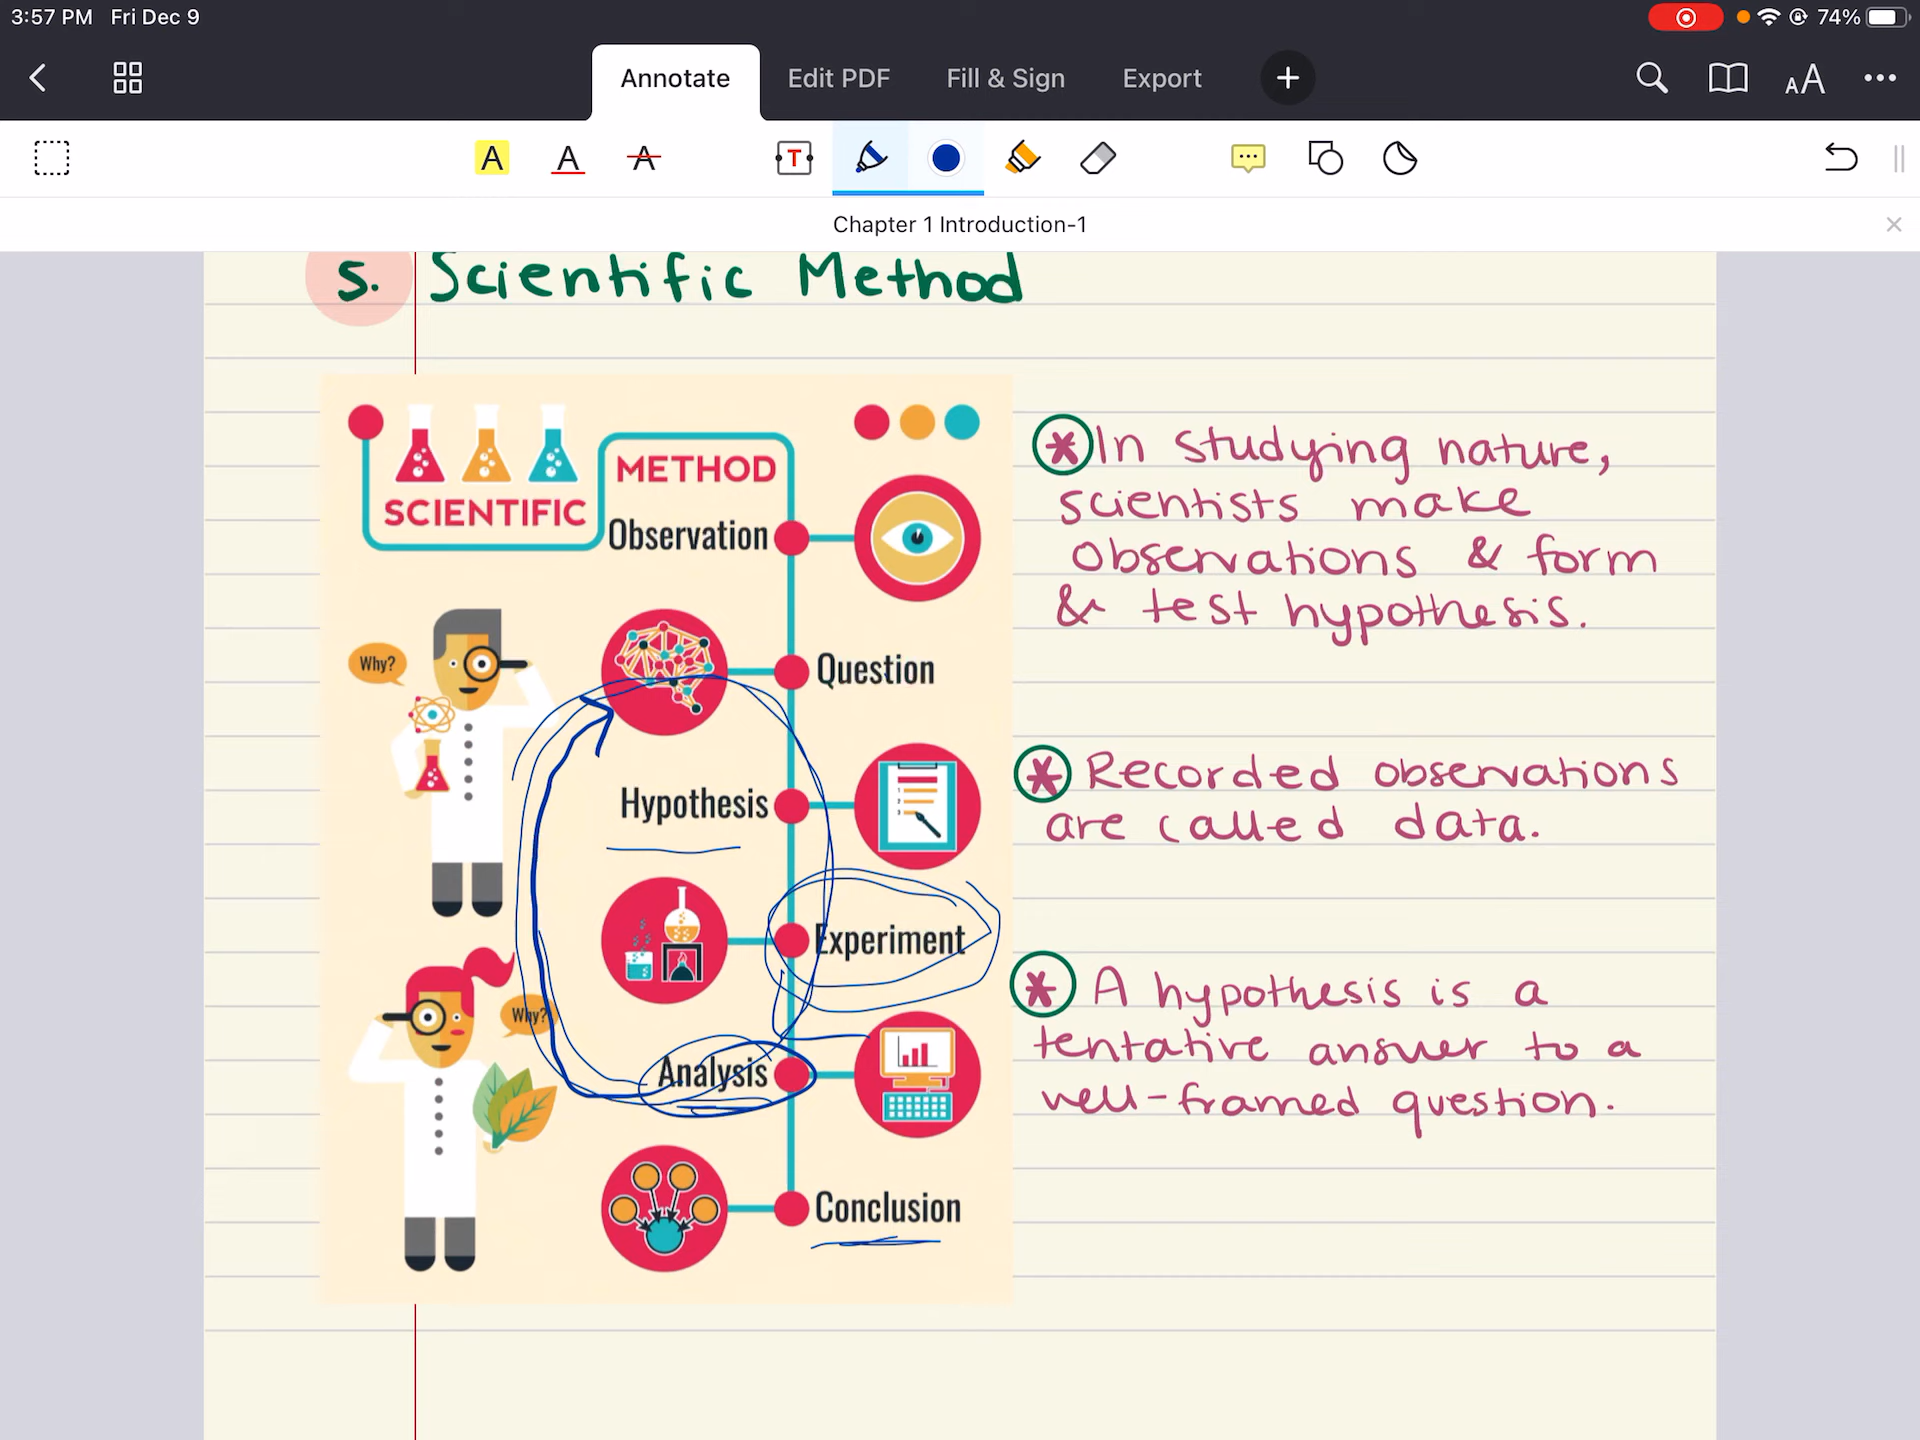 3:57 PM Fri Dec 9
74%
Annotate Edit PDF Fill & Sign Export
A A A T AA
Chapter 1 Introduction-1
5. Scientific Method
METHOD
SCIENTIFIC
Observation
Why?
Question
Hypothesis
Experiment
Why?
Analysis
Conclusion
* In studying nature,
scientists make
observations & form
& test hypothesis.
* Recorded observations
are called data.
* A hypothesis is a
tentative answer to a
well-framed question.